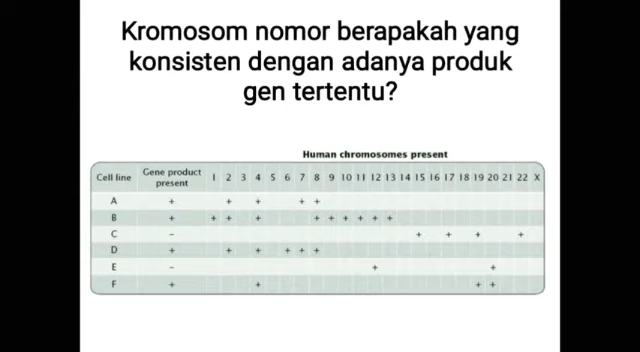 Kromosom nomor berapakah yang
konsisten dengan adanya produk
gen tertentu?
Human chromosomes present
Cell line Gene product present 1 2 3 4 5 6 7 8 9 10 11 12 13 14 15 16 17 18 19 20 21 22 X
A + + + + +
B + + + + + + + + + +
C - + + + +
D + + + + + +
E - + +
F + + + +